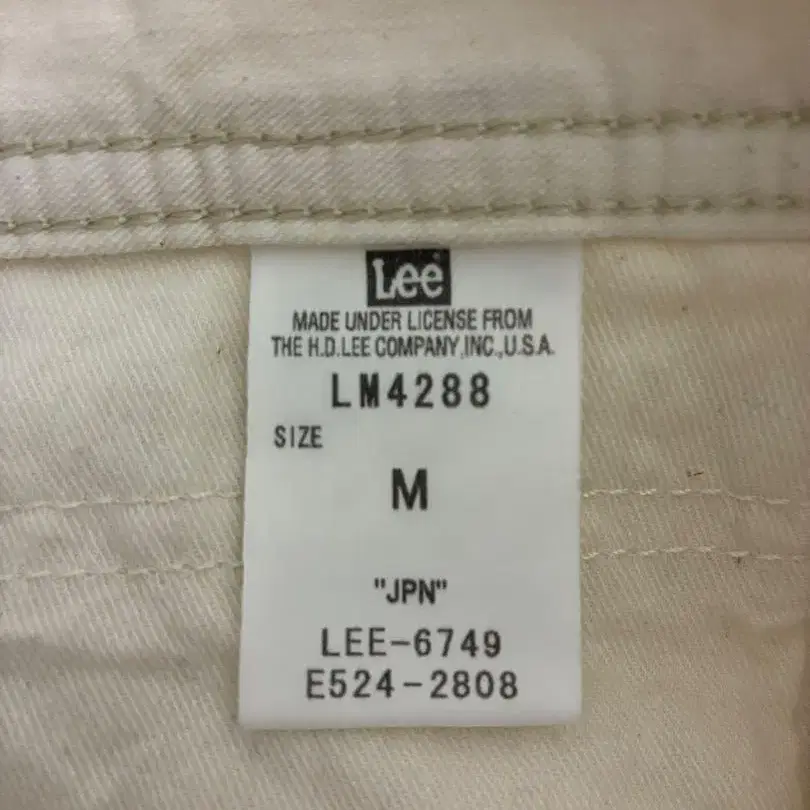 Lee
MADE UNDER LICENSE FROM
THE H.D.LEE COMPANY,INC.,U.S.A.
LM4288
SIZE
M
"JPN"
LEE-6749
E524-2808